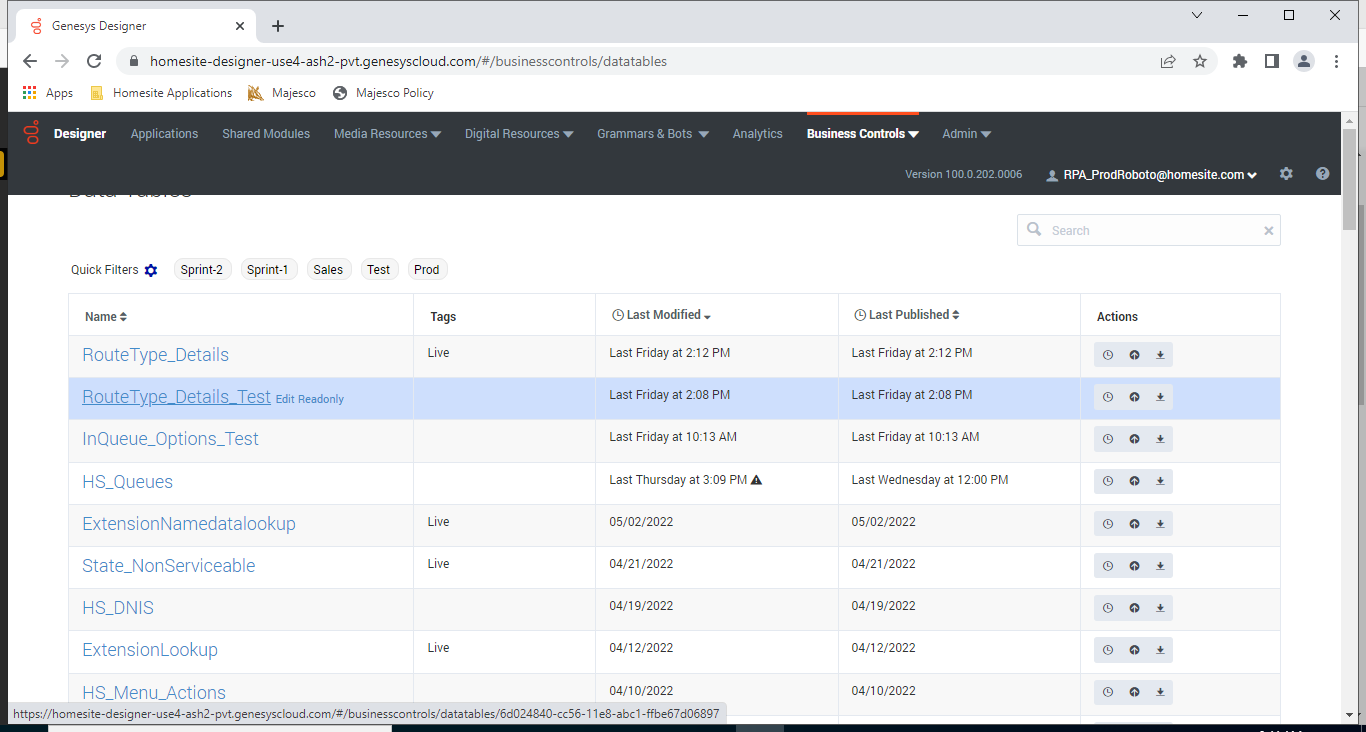 Genesys Designer
homesite-designer-use4-ash2-pvt.genesyscloud.com/#/businesscontrols/datatables
Apps Homesite Applications Majesco Majesco Policy
Designer Applications Shared Modules Media Resources Digital Resources Grammars & Bots Analytics Business Controls Admin
Version 100.0.202.0006 RPA_ProdRoboto@homesite.com
Data Tables
Search
Quick Filters Sprint-2 Sprint-1 Sales Test Prod
Name Tags Last Modified Last Published Actions
RouteType_Details Live Last Friday at 2:12 PM Last Friday at 2:12 PM
RouteType_Details_Test Edit Readonly Last Friday at 2:08 PM Last Friday at 2:08 PM
InQueue_Options_Test Last Friday at 10:13 AM Last Friday at 10:13 AM
HS_Queues Last Thursday at 3:09 PM Last Wednesday at 12:00 PM
ExtensionNamedatalookup Live 05/02/2022 05/02/2022
State_NonServiceable Live 04/21/2022 04/21/2022
HS_DNIS 04/19/2022 04/19/2022
ExtensionLookup Live 04/12/2022 04/12/2022
HS_Menu_Actions 04/10/2022 04/10/2022
https://homesite-designer-use4-ash2-pvt.genesyscloud.com/#/businesscontrols/datatables/6d024840-cc56-11e8-abc1-ffbe67d06897